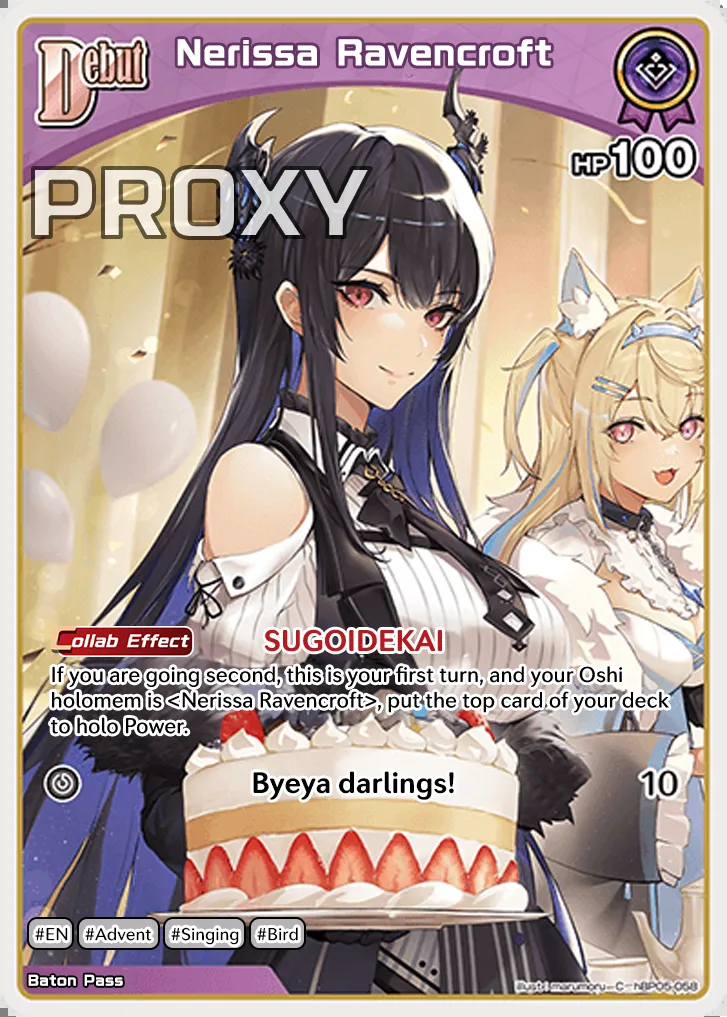 Debut
Nerissa Ravencroft
HP100
PROXY
Collab Effect
SUGOIDEKAI
If you are going second, this is your first turn, and your Oshi
holomem is <Nerissa Ravencroft>, put the top card of your deck
to holo Power.
Byeya darlings!
10
#EN #Advent #Singing #Bird
Baton Pass
illust: marumoru C hBP05-058